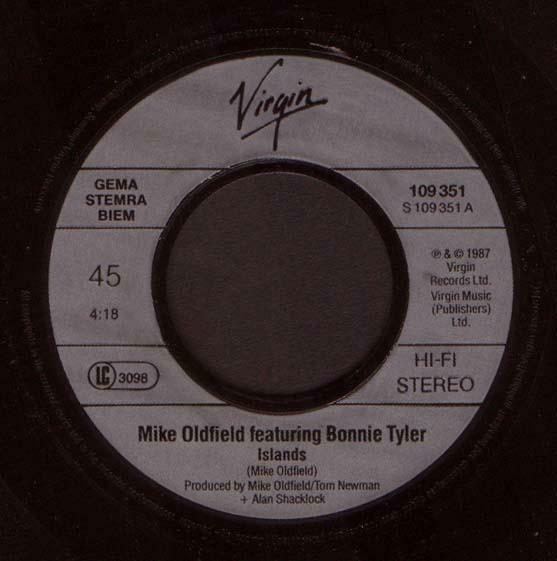 Virgin
GEMA
STEMRA
BIEM
109 351
S 109 351 A
45
4:18
℗ & © 1987
Virgin
Records Ltd.
Virgin Music
(Publishers)
Ltd.
LC 3098
HI-FI
STEREO
Mike Oldfield featuring Bonnie Tyler
Islands
(Mike Oldfield)
Produced by Mike Oldfield/Tom Newman
+ Alan Shacklock